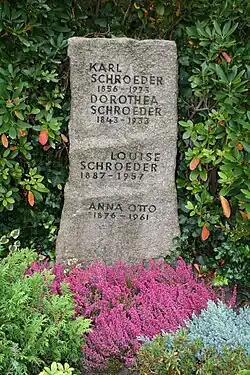 KARL
SCHROEDER
1856 - 1923
DOROTHEA
SCHROEDER
1843 - 1933
LOUISE
SCHROEDER
1887 - 1957
ANNA OTTO
1876 - 1961